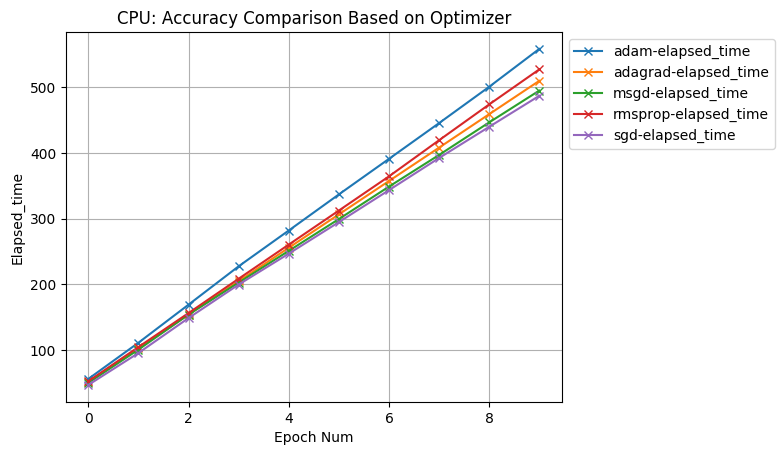 CPU: Accuracy Comparison Based on Optimizer
adam-elapsed_time
adagrad-elapsed_time
msgd-elapsed_time
rmsprop-elapsed_time
sgd-elapsed_time
Elapsed_time
500
400
300
200
100
0 2 4 6 8
Epoch Num